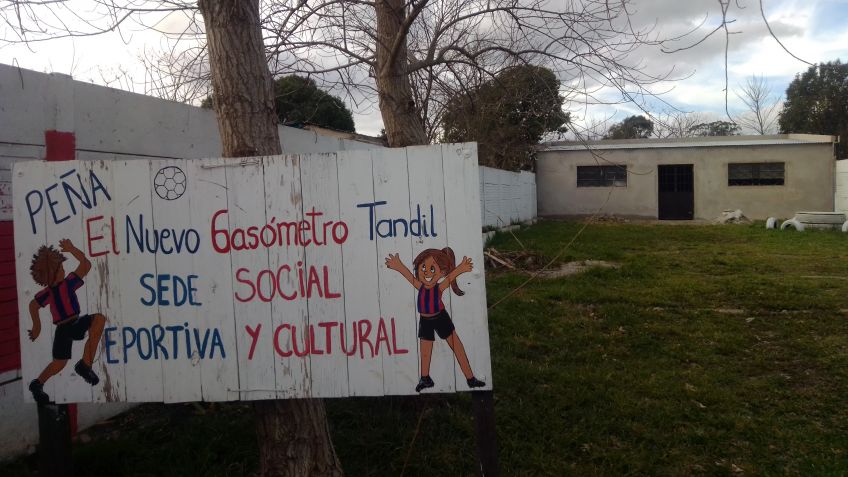 PEÑA
El Nuevo Gasómetro Tandil
SEDE SOCIAL
EPORTIVA Y CULTURAL